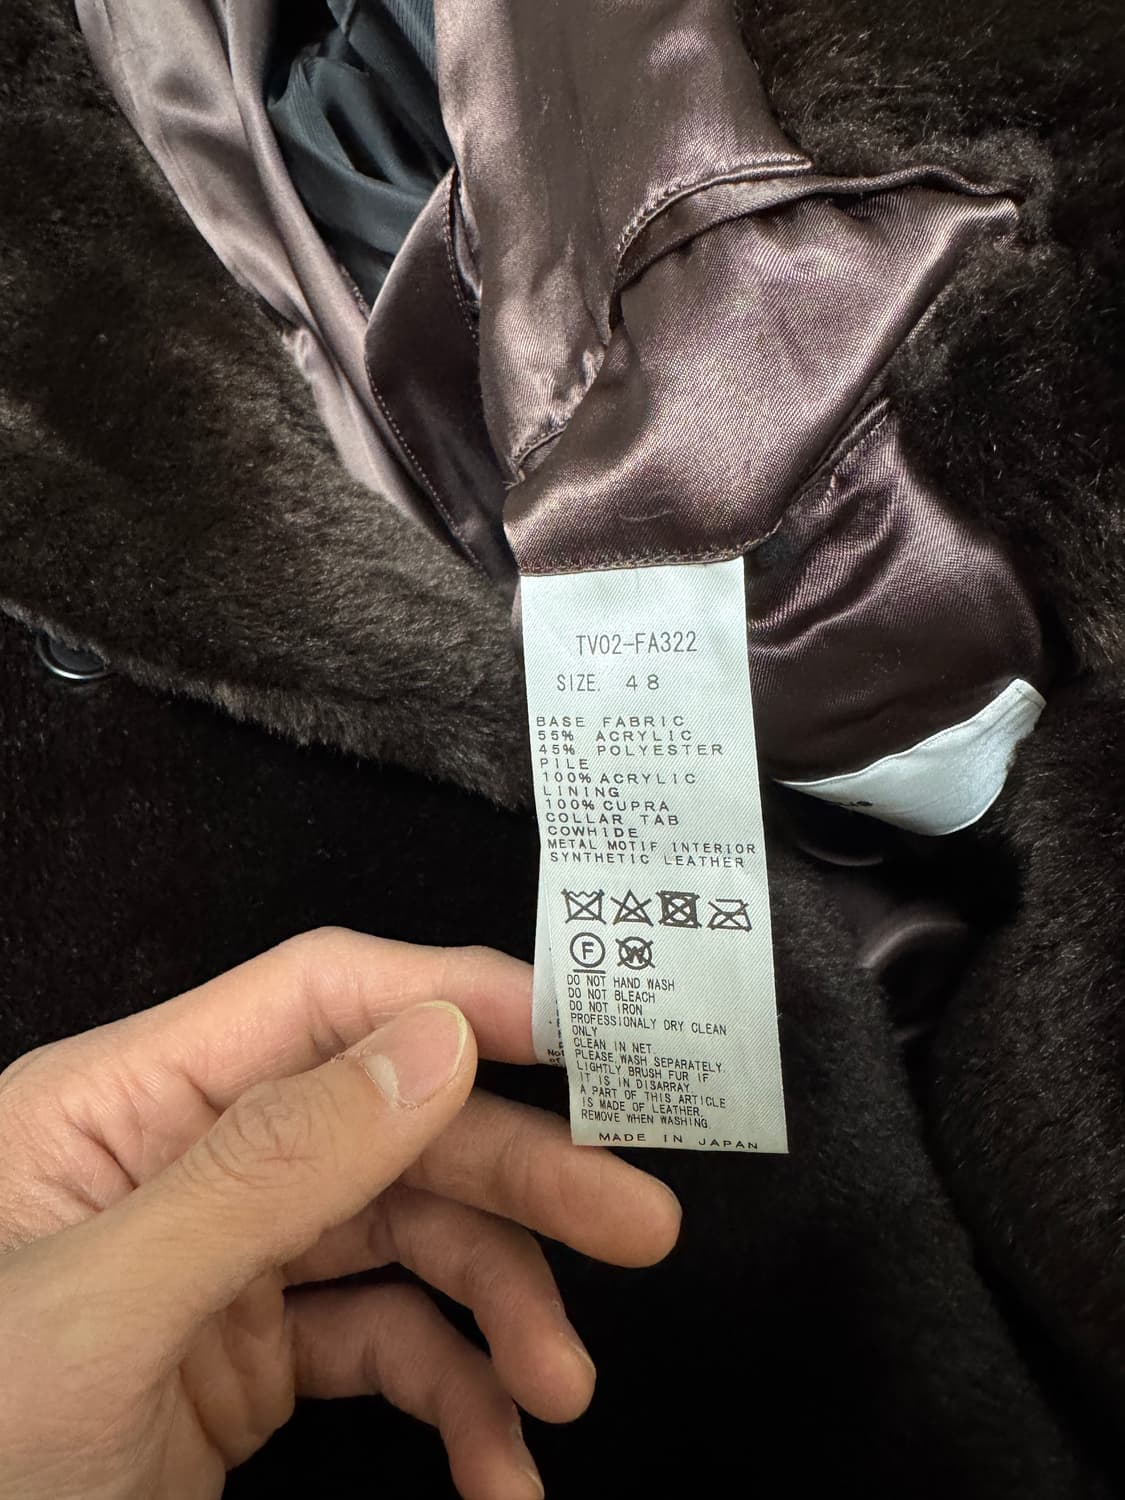 TV02-FA322
SIZE. 48
BASE FABRIC
55% ACRYLIC
45% POLYESTER
PILE
100% ACRYLIC
LINING
100% CUPRA
COLLAR TAB
COWHIDE
METAL MOTIF INTERIOR
SYNTHETIC LEATHER
F W
DO NOT HAND WASH
DO NOT BLEACH
DO NOT IRON
PROFESSIONALY DRY CLEAN
ONLY
CLEAN IN NET.
PLEASE WASH SEPARATELY.
LIGHTLY BRUSH FUR IF
IT IS IN DISARRAY.
A PART OF THIS ARTICLE
IS MADE OF LEATHER.
REMOVE WHEN WASHING.
MADE IN JAPAN